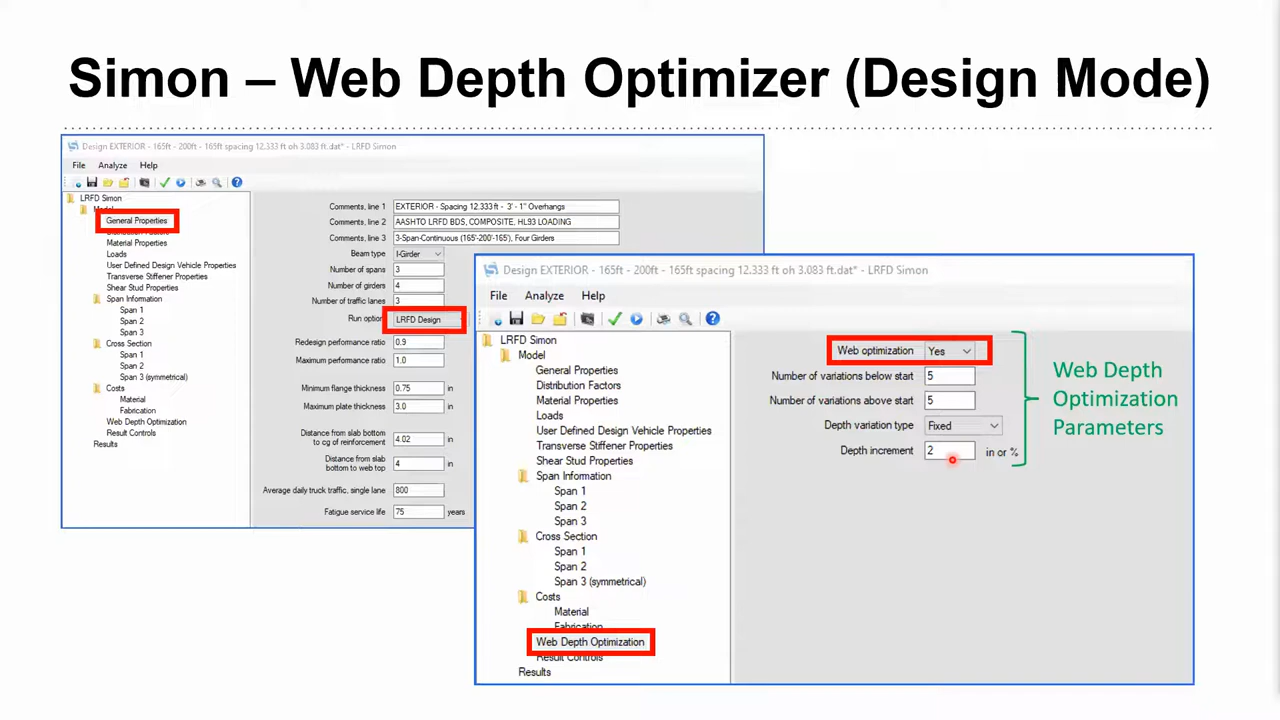 Simon – Web Depth Optimizer (Design Mode)
Design EXTERIOR - 165ft - 200ft - 165ft spacing 12.333 ft oh 3.083 ft.dat* - LRFD Simon
File Analyze Help
LRFD Simon
General Properties
Material Properties
Loads
User Defined Design Vehicle Properties
Transverse Stiffener Properties
Shear Stud Properties
Span Information
Span 1
Span 2
Span 3
Cross Section
Span 1
Span 2
Span 3 (symmetrical)
Costs
Material
Fabrication
Web Depth Optimization
Result Controls
Results
Comments, line 1 EXTERIOR - Spacing 12.333 ft - 3' - 1" Overhangs
Comments, line 2 AASHTO LRFD BDS, COMPOSITE, HL93 LOADING
Comments, line 3 3-Span-Continuous (165'-200'-165'), Four Girders
Beam type I-Girder
Number of spans 3
Number of girders 4
Number of traffic lanes 3
Run option LRFD Design
Redesign performance ratio 0.9
Maximum performance ratio 1.0
Minimum flange thickness 0.75 in
Maximum plate thickness 3.0 in
Distance from slab bottom
to cg of reinforcement 4.02 in
Distance from slab
bottom to web top 4 in
Average daily truck traffic, single lane 800
Fatigue service life 75 years
Design EXTERIOR - 165ft - 200ft - 165ft spacing 12.333 ft oh 3.083 ft.dat* - LRFD Simon
File Analyze Help
LRFD Simon
Model
General Properties
Distribution Factors
Material Properties
Loads
User Defined Design Vehicle Properties
Transverse Stiffener Properties
Shear Stud Properties
Span Information
Span 1
Span 2
Span 3
Cross Section
Span 1
Span 2
Span 3 (symmetrical)
Costs
Material
Fabrication
Web Depth Optimization
Result Controls
Results
Web optimization Yes
Number of variations below start 5
Number of variations above start 5
Depth variation type Fixed
Depth increment 2 in or %
Web Depth
Optimization
Parameters